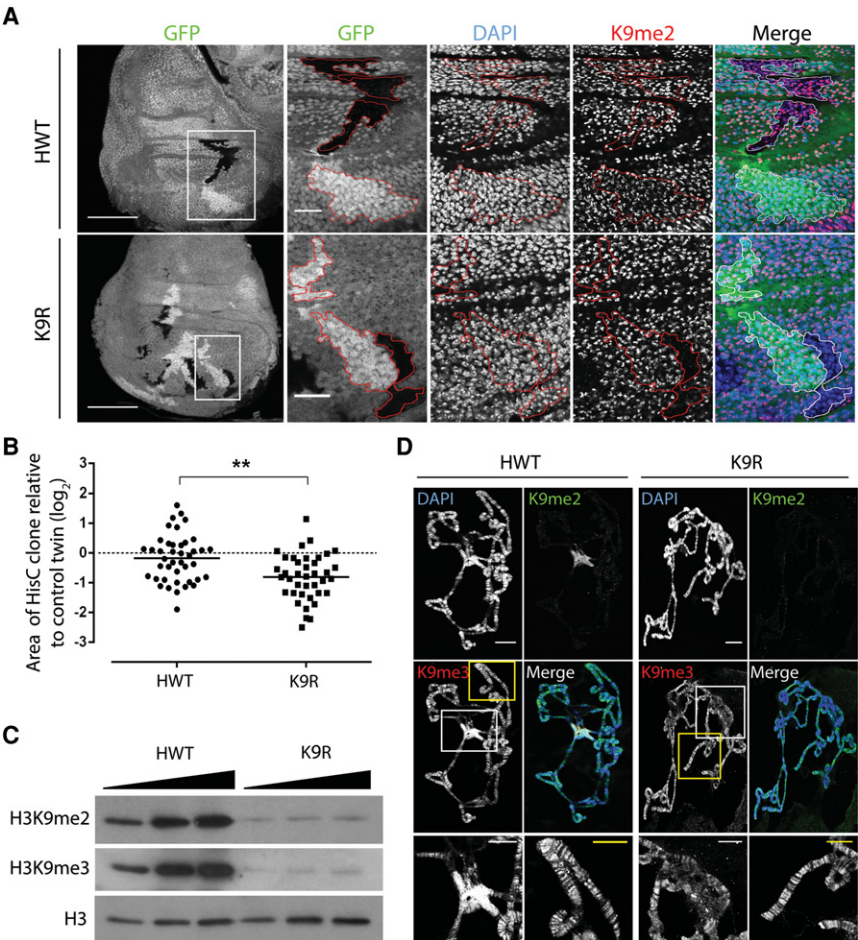 A
GFP GFP DAPI K9me2 Merge
HWT
K9R
B
Area of HisC clone relative
to control twin (log2)
3
2
1
0
-1
-2
-3
**
HWT K9R
C
HWT K9R
H3K9me2
H3K9me3
H3
D
HWT K9R
DAPI K9me2 DAPI K9me2
K9me3 Merge K9me3 Merge